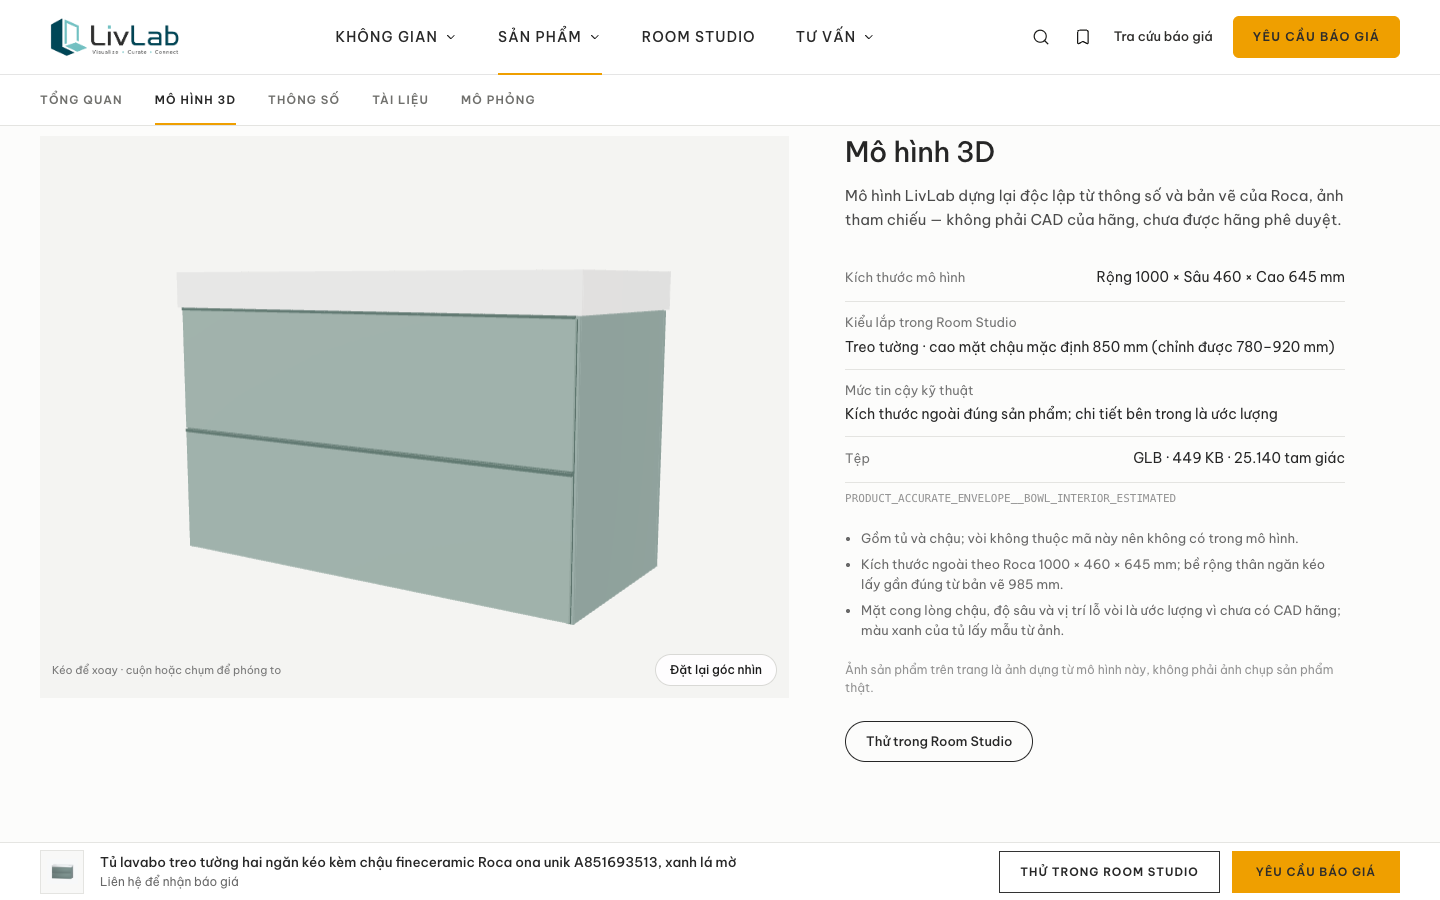 LivLab
Visualize - Curate - Connect
KHÔNG GIAN
SẢN PHẨM
ROOM STUDIO
TƯ VẤN
Tra cứu báo giá
YÊU CẦU BÁO GIÁ
TỔNG QUAN
MÔ HÌNH 3D
THÔNG SỐ
TÀI LIỆU
MÔ PHỎNG
Kéo để xoay · cuộn hoặc chụm để phóng to
Đặt lại góc nhìn
Mô hình 3D
Mô hình LivLab dựng lại độc lập từ thông số và bản vẽ của Roca, ảnh
tham chiếu — không phải CAD của hãng, chưa được hãng phê duyệt.
Kích thước mô hình
Rộng 1000 × Sâu 460 × Cao 645 mm
Kiểu lắp trong Room Studio
Treo tường · cao mặt chậu mặc định 850 mm (chỉnh được 780–920 mm)
Mức tin cậy kỹ thuật
Kích thước ngoài đúng sản phẩm; chi tiết bên trong là ước lượng
Tệp
GLB · 449 KB · 25.140 tam giác
PRODUCT_ACCURATE_ENVELOPE__BOWL_INTERIOR_ESTIMATED
• Gồm tủ và chậu; vòi không thuộc mã này nên không có trong mô hình.
• Kích thước ngoài theo Roca 1000 × 460 × 645 mm; bề rộng thân ngăn kéo
lấy gần đúng từ bản vẽ 985 mm.
• Mặt cong lòng chậu, độ sâu và vị trí lỗ vòi là ước lượng vì chưa có CAD hãng;
màu xanh của tủ lấy mẫu từ ảnh.
Ảnh sản phẩm trên trang là ảnh dựng từ mô hình này, không phải ảnh chụp sản phẩm
thật.
Thử trong Room Studio
Tủ lavabo treo tường hai ngăn kéo kèm chậu fineceramic Roca ona unik A851693513, xanh lá mờ
Liên hệ để nhận báo giá
THỬ TRONG ROOM STUDIO
YÊU CẦU BÁO GIÁ